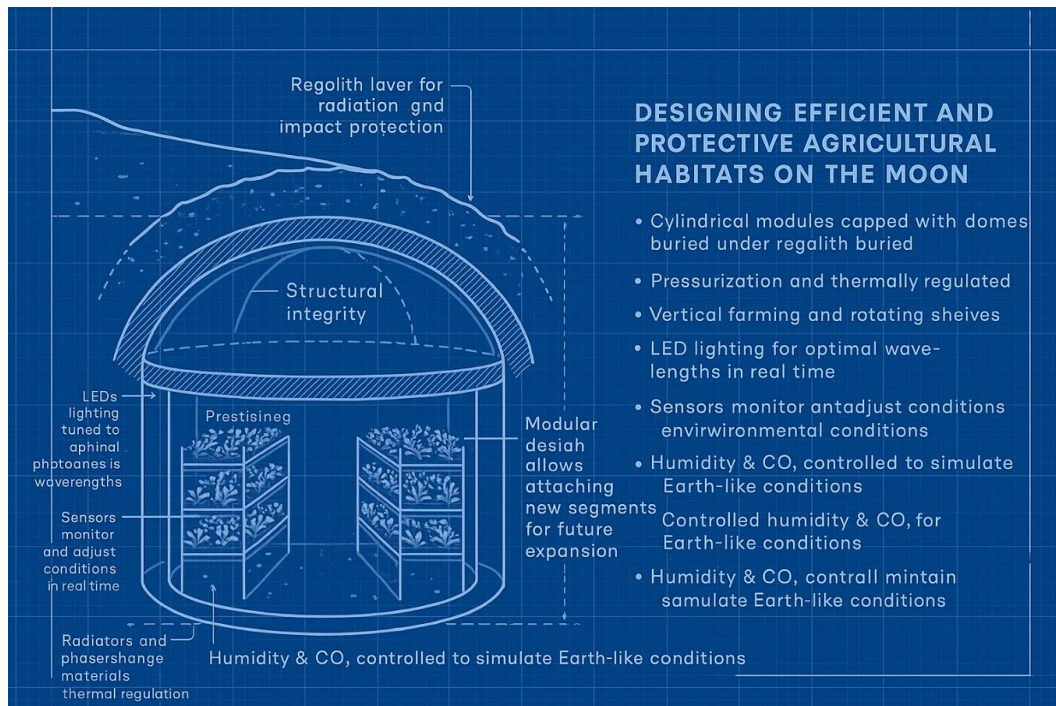 Regolith laver for
radiation gnd
impact protection
DESIGNING EFFICIENT AND
PROTECTIVE AGRICULTURAL
HABITATS ON THE MOON
• Cylindrical modules capped with domes
buried under regalith buried
• Pressurization and thermally regulated
• Vertical farming and rotating sheives
• LED lighting for optimal wave-
lengths in real time
• Sensors monitor antadjust conditions
envirwironmental conditions
• Humidity & CO, controlled to simulate
Earth-like conditions
Controlled humidity & CO, for
Earth-like conditions
• Humidity & CO, contrall mintain
samulate Earth-like conditions
Structural
integrity
LEDs
lighting
tuned to
aphinal
photoanes is
waverengths
Prestisineg
Modular
desiah
allows
attaching
new segments
for future
expansion
Sensors
monitor
and adjust
conditions
in real time
Radiators and
phasershange
materials
thermal regulation
Humidity & CO, controlled to simulate Earth-like conditions